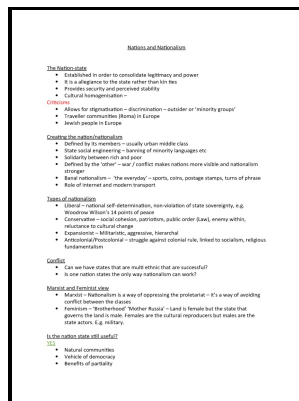 Nations and Nationalism
The Nation-state
• Established in order to consolidate legitimacy and power
• It is a allegiance to the state rather than kin ties
• Provides security and perceived stability
• Cultural homogenisation –
Criticisms
• Allows for stigmatisation – discrimination – outsider or 'minority groups'
• Traveller communities (Roma) in Europe
• Jewish people in Europe
Creating the nation/nationalism
• Defined by its members – usually urban middle class
• State social engineering – banning of minority languages etc
• Solidarity between rich and poor
• Defined by the 'other' – war / conflict makes nations more visible and nationalism
stronger
• Banal nationalism – 'the everyday' – sports, coins, postage stamps, turns of phrase
• Role of internet and modern transport
Types of nationalism
• Liberal – national self-determination, non-violation of state sovereignty, e.g.
Woodrow Wilson's 14 points of peace
• Conservative – social cohesion, patriotism, public order (Law), enemy within,
reluctance to cultural change
• Expansionist – Militaristic, aggressive, hierarchal
• Anticolonial/Postcolonial – struggle against colonial rule, linked to socialism, religious
fundamentalism
Conflict
• Can we have states that are multi ethnic that are successful?
• Is one nation states the only way nationalism can work?
Marxist and Feminist view
• Marxist – Nationalism is a way of oppressing the proletariat – it's a way of avoiding
conflict between the classes
• Feminism – 'Brotherhood' 'Mother Russia' – Land is female but the state that
governs the land is male. Females are the cultural reproducers but males are the
state actors. E.g. military.
Is the nation state still useful?
YES
• Natural communities
• Vehicle of democracy
• Benefits of partiality